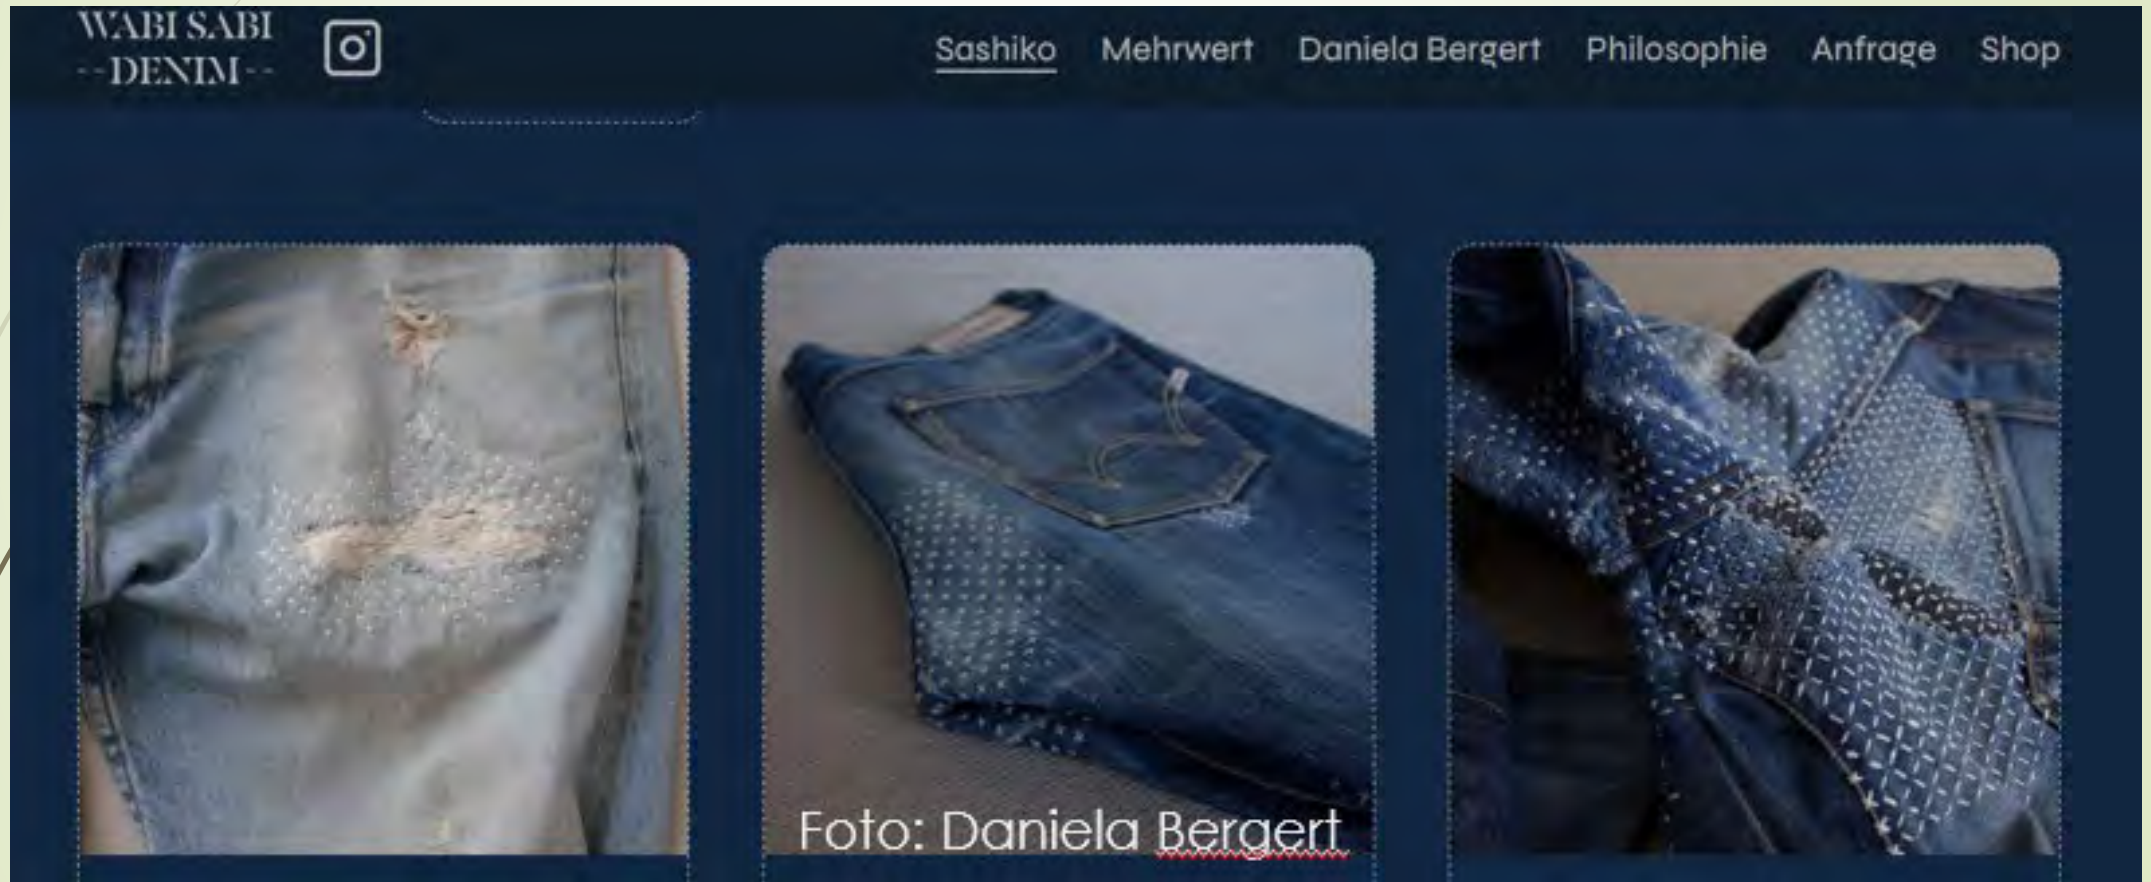 WABI SABI
--DENIM--
Sashiko Mehrwert Daniela Bergert Philosophie Anfrage Shop
Foto: Daniela Bergert